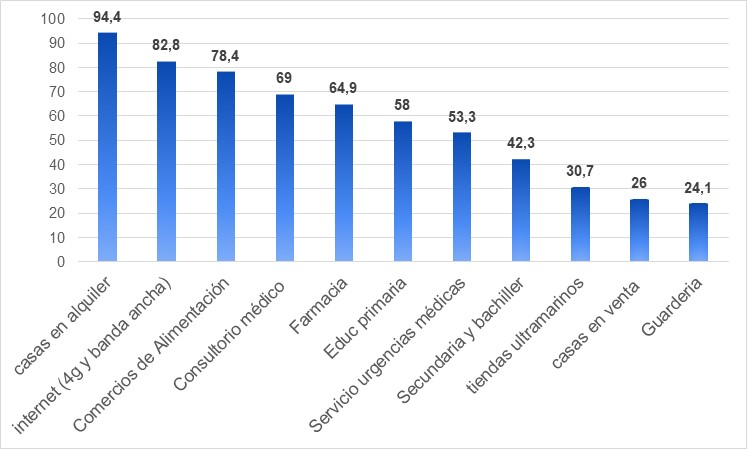 100
90
80
70
60
50
40
30
20
10
0
94,4
82,8
78,4
69
64,9
58
53,3
42,3
30,7
26
24,1
casas en alquiler
internet (4g y banda ancha)
Comercios de Alimentación
Consultorio médico
Farmacia
Educ primaria
Servicio urgencias médicas
Secundaria y bachiller
tiendas ultramarinos
casas en venta
Guarderia